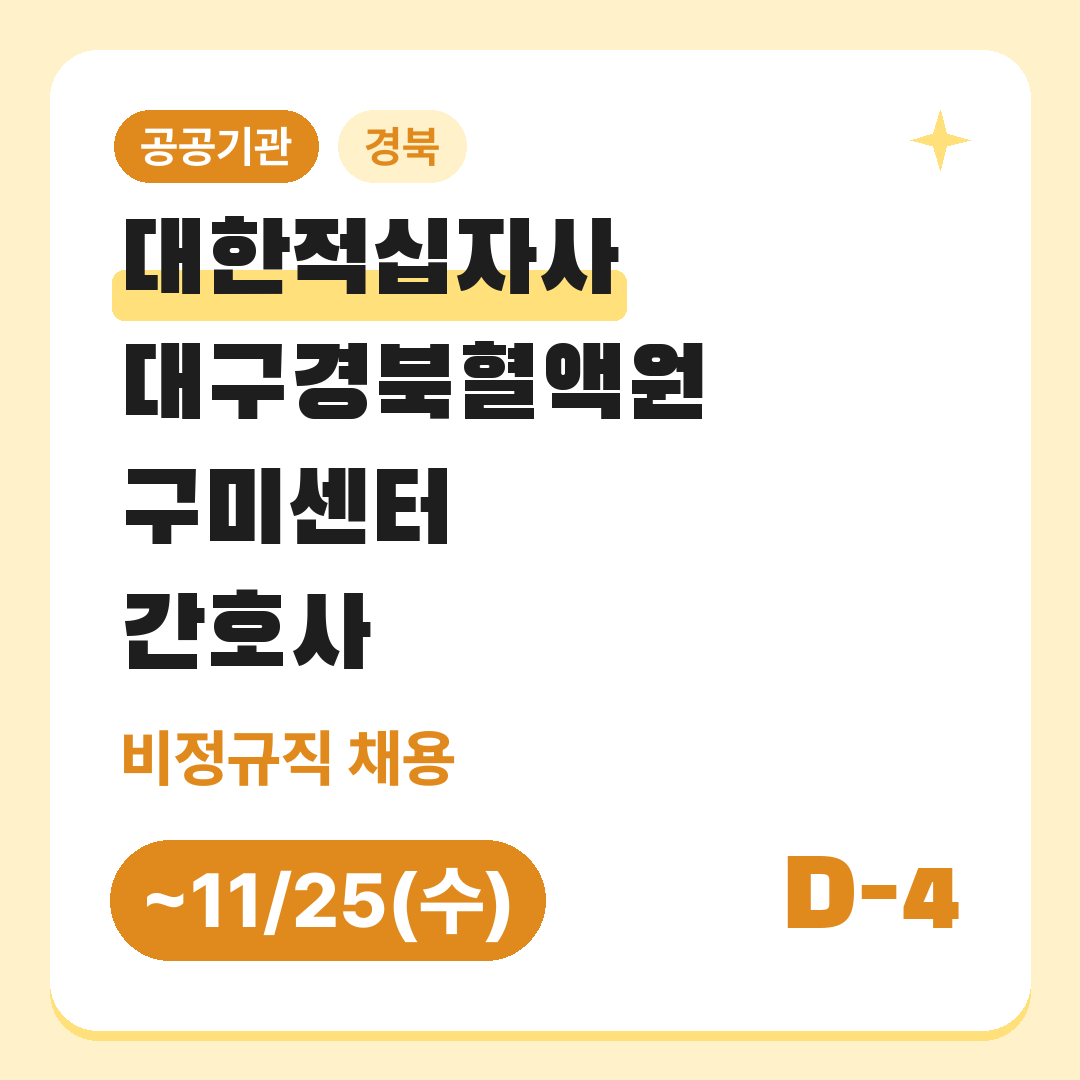 공공기관 경북
대한적십자사
대구경북혈액원
구미센터
간호사
비정규직 채용
~11/25(수) D-4